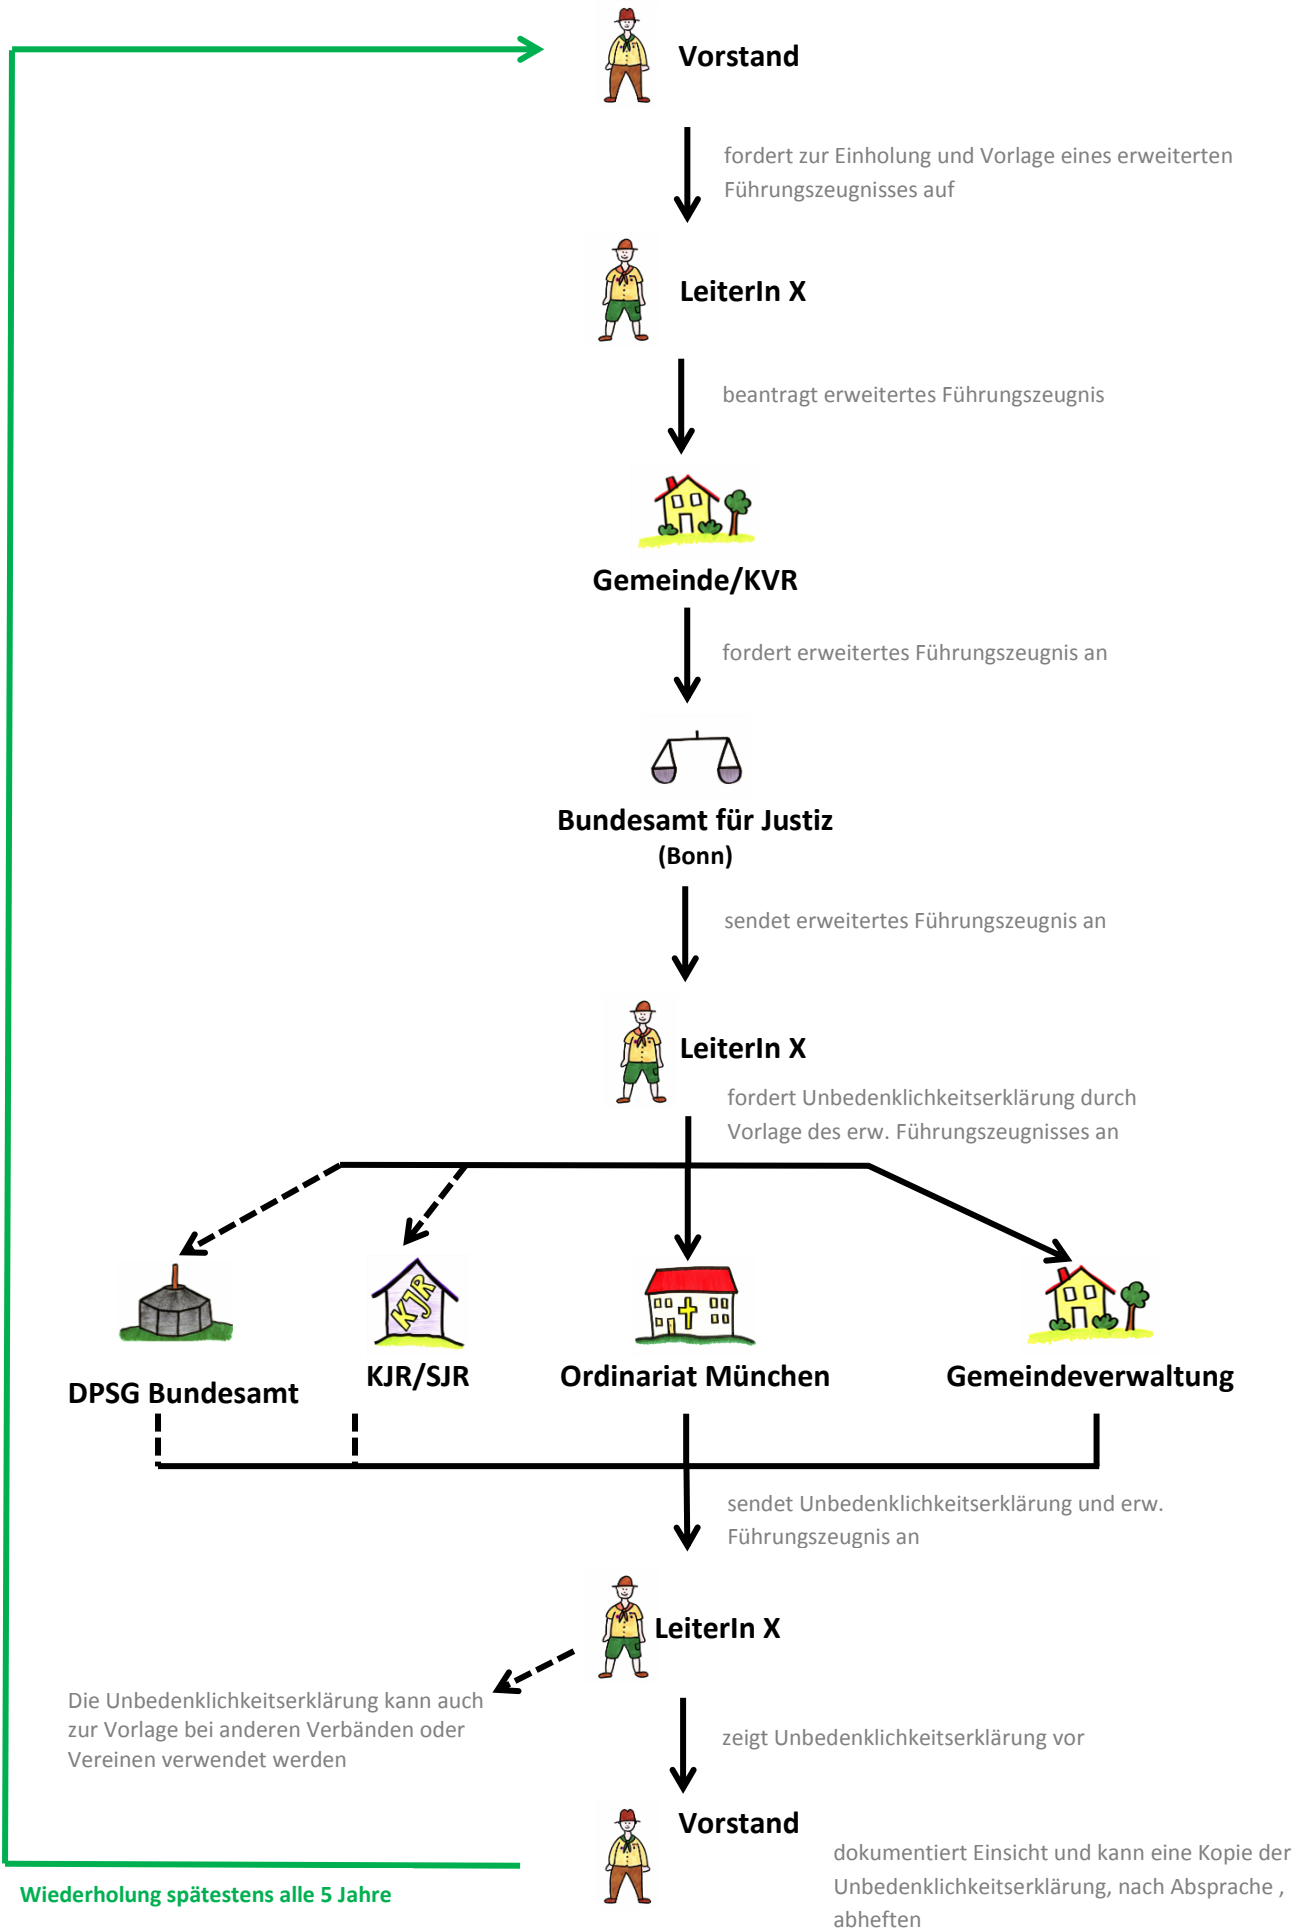 Vorstand
fordert zur Einholung und Vorlage eines erweiterten
Führungszeugnisses auf
LeiterIn X
beantragt erweitertes Führungszeugnis
Gemeinde/KVR
fordert erweitertes Führungszeugnis an
Bundesamt für Justiz
(Bonn)
sendet erweitertes Führungszeugnis an
LeiterIn X
fordert Unbedenklichkeitserklärung durch
Vorlage des erw. Führungszeugnisses an
KJR
DPSG Bundesamt
KJR/SJR
Ordinariat München
Gemeindeverwaltung
sendet Unbedenklichkeitserklärung und erw.
Führungszeugnis an
LeiterIn X
Die Unbedenklichkeitserklärung kann auch
zur Vorlage bei anderen Verbänden oder
Vereinen verwendet werden
zeigt Unbedenklichkeitserklärung vor
Vorstand
dokumentiert Einsicht und kann eine Kopie der
Unbedenklichkeitserklärung, nach Absprache ,
abheften
Wiederholung spätestens alle 5 Jahre